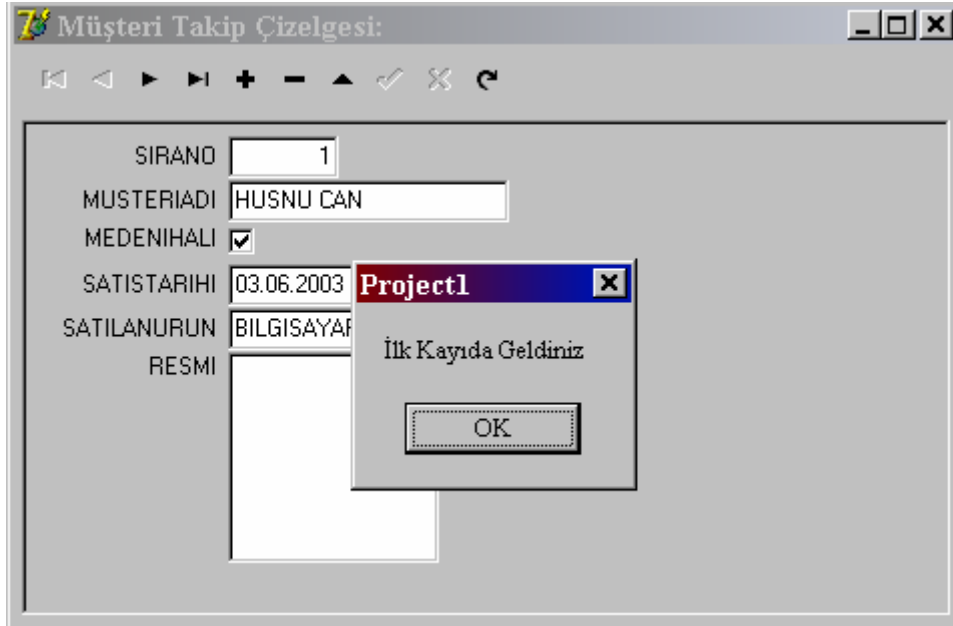 Müşteri Takip Çizelgesi:
SIRANO 1
MUSTERIADI HUSNU CAN
MEDENIHALI
SATISTARIHI 03.06.2003
SATILANURUN
RESMI
Project1
İlk Kayıda Geldiniz
OK